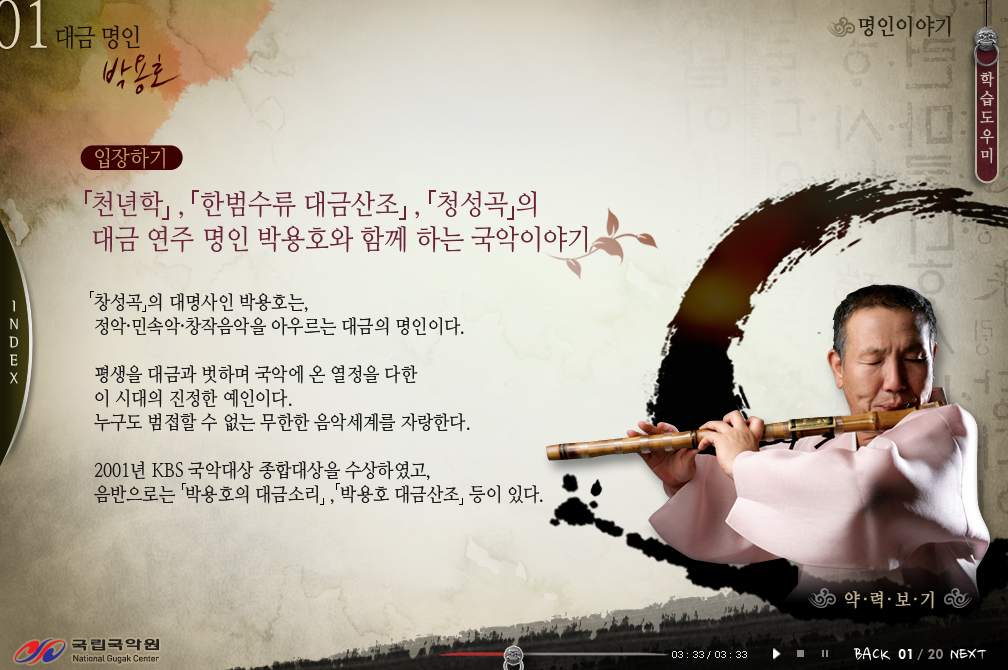 01 대금 명인
박용호
명인이야기
학습도우미
입장하기
「천년학」, 「한범수류 대금산조」, 「청성곡」의
대금 연주 명인 박용호와 함께 하는 국악이야기
「창성곡」의 대명사인 박용호는,
정악·민속악·창작음악을 아우르는 대금의 명인이다.
평생을 대금과 벗하며 국악에 온 열정을 다한
이 시대의 진정한 예인이다.
누구도 범접할 수 없는 무한한 음악세계를 자랑한다.
2001년 KBS 국악대상 종합대상을 수상하였고,
음반으로는 「박용호의 대금소리」, 「박용호 대금산조」 등이 있다.
INDEX
약·력·보·기
국립국악원
National Gugak Center
03 : 33 / 03 : 33
BACK 01 / 20 NEXT